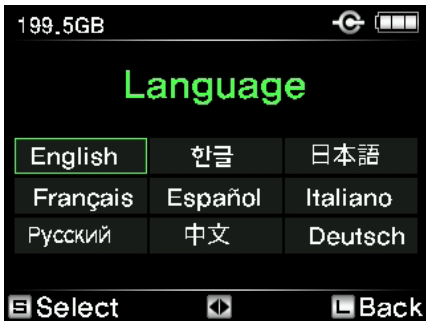 199.5GB
Language
English 한글 日本語
Français Español Italiano
Русский 中文 Deutsch
S Select L Back